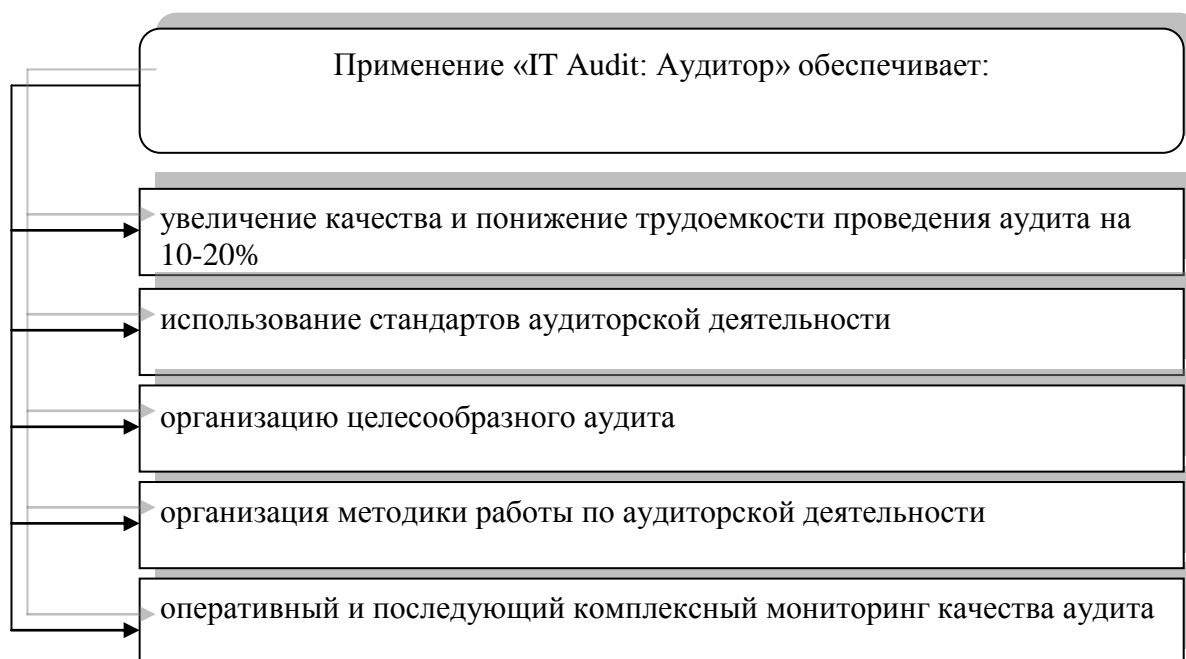 Применение «IT Audit: Аудитор» обеспечивает:
увеличение качества и понижение трудоемкости проведения аудита на
10-20%
использование стандартов аудиторской деятельности
организацию целесообразного аудита
организация методики работы по аудиторской деятельности
оперативный и последующий комплексный мониторинг качества аудита